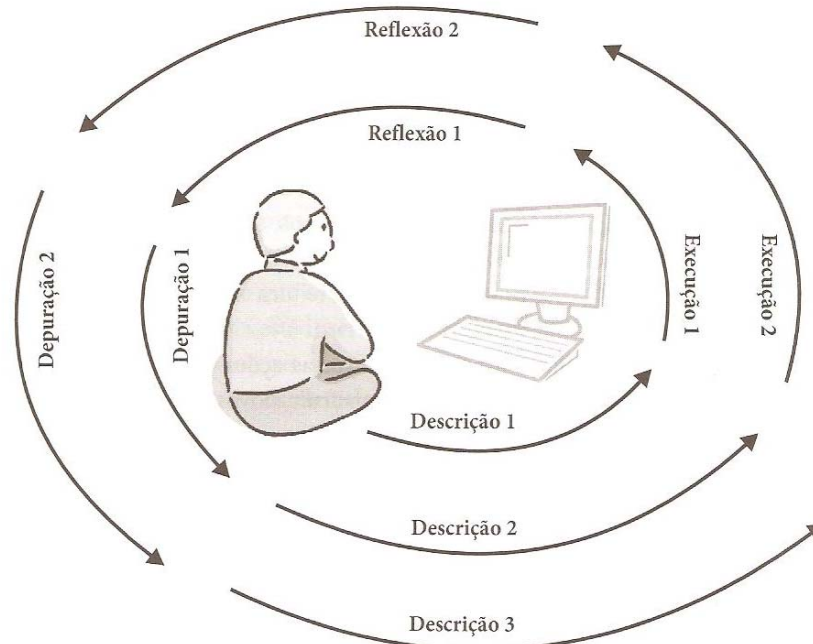 Reflexão 2
Reflexão 1
Depuração 2
Depuração 1
Execução 1
Execução 2
Descrição 1
Descrição 2
Descrição 3